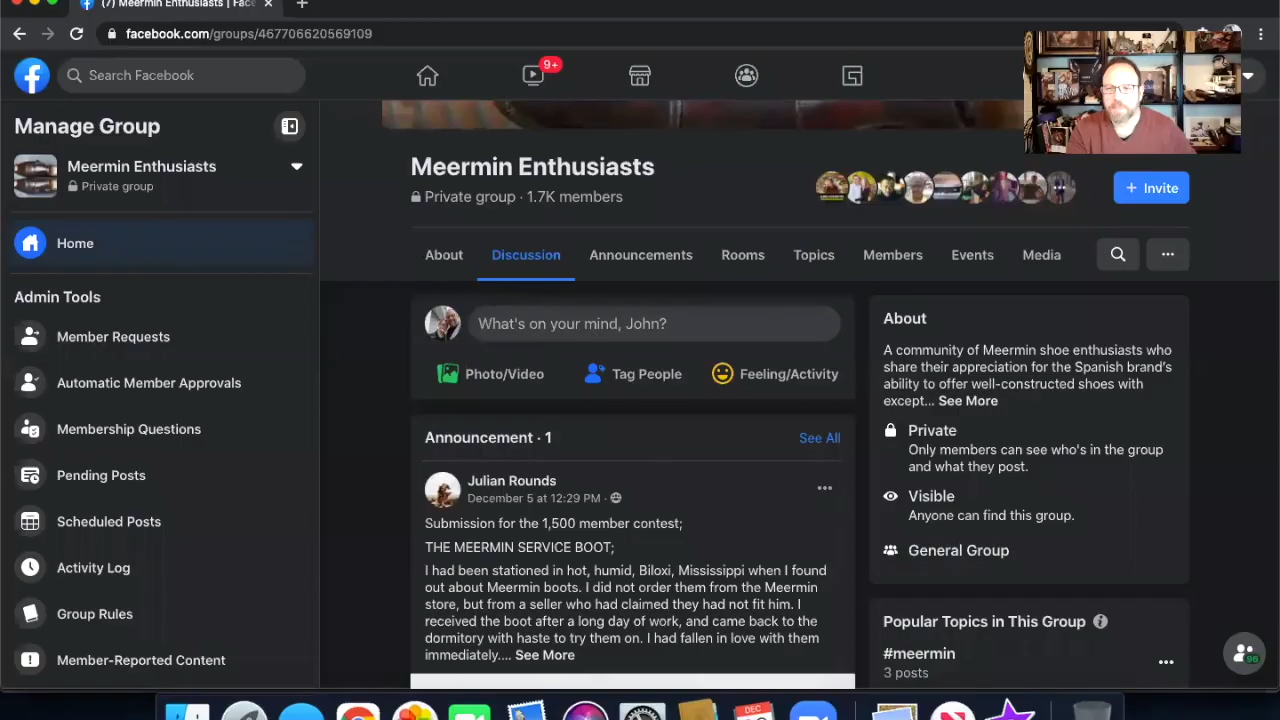 (7) Meermin Enthusiasts | Face
facebook.com/groups/467706620569109
Search Facebook
9+
Manage Group
Meermin Enthusiasts
Private group
Home
Admin Tools
Member Requests
Automatic Member Approvals
Membership Questions
Pending Posts
Scheduled Posts
Activity Log
Group Rules
Member-Reported Content
Meermin Enthusiasts
Private group · 1.7K members
+ Invite
About Discussion Announcements Rooms Topics Members Events Media
What's on your mind, John?
Photo/Video Tag People Feeling/Activity
Announcement · 1
See All
Julian Rounds
December 5 at 12:29 PM ·
Submission for the 1,500 member contest;
THE MEERMIN SERVICE BOOT;
I had been stationed in hot, humid, Biloxi, Mississippi when I found
out about Meermin boots. I did not order them from the Meermin
store, but from a seller who had claimed they had not fit him. I
received the boot after a long day of work, and came back to the
dormitory with haste to try them on. I had fallen in love with them
immediately.... See More
About
A community of Meermin shoe enthusiasts who
share their appreciation for the Spanish brand's
ability to offer well-constructed shoes with
except... See More
Private
Only members can see who's in the group
and what they post.
Visible
Anyone can find this group.
General Group
Popular Topics in This Group
#meermin
3 posts
96
DEC